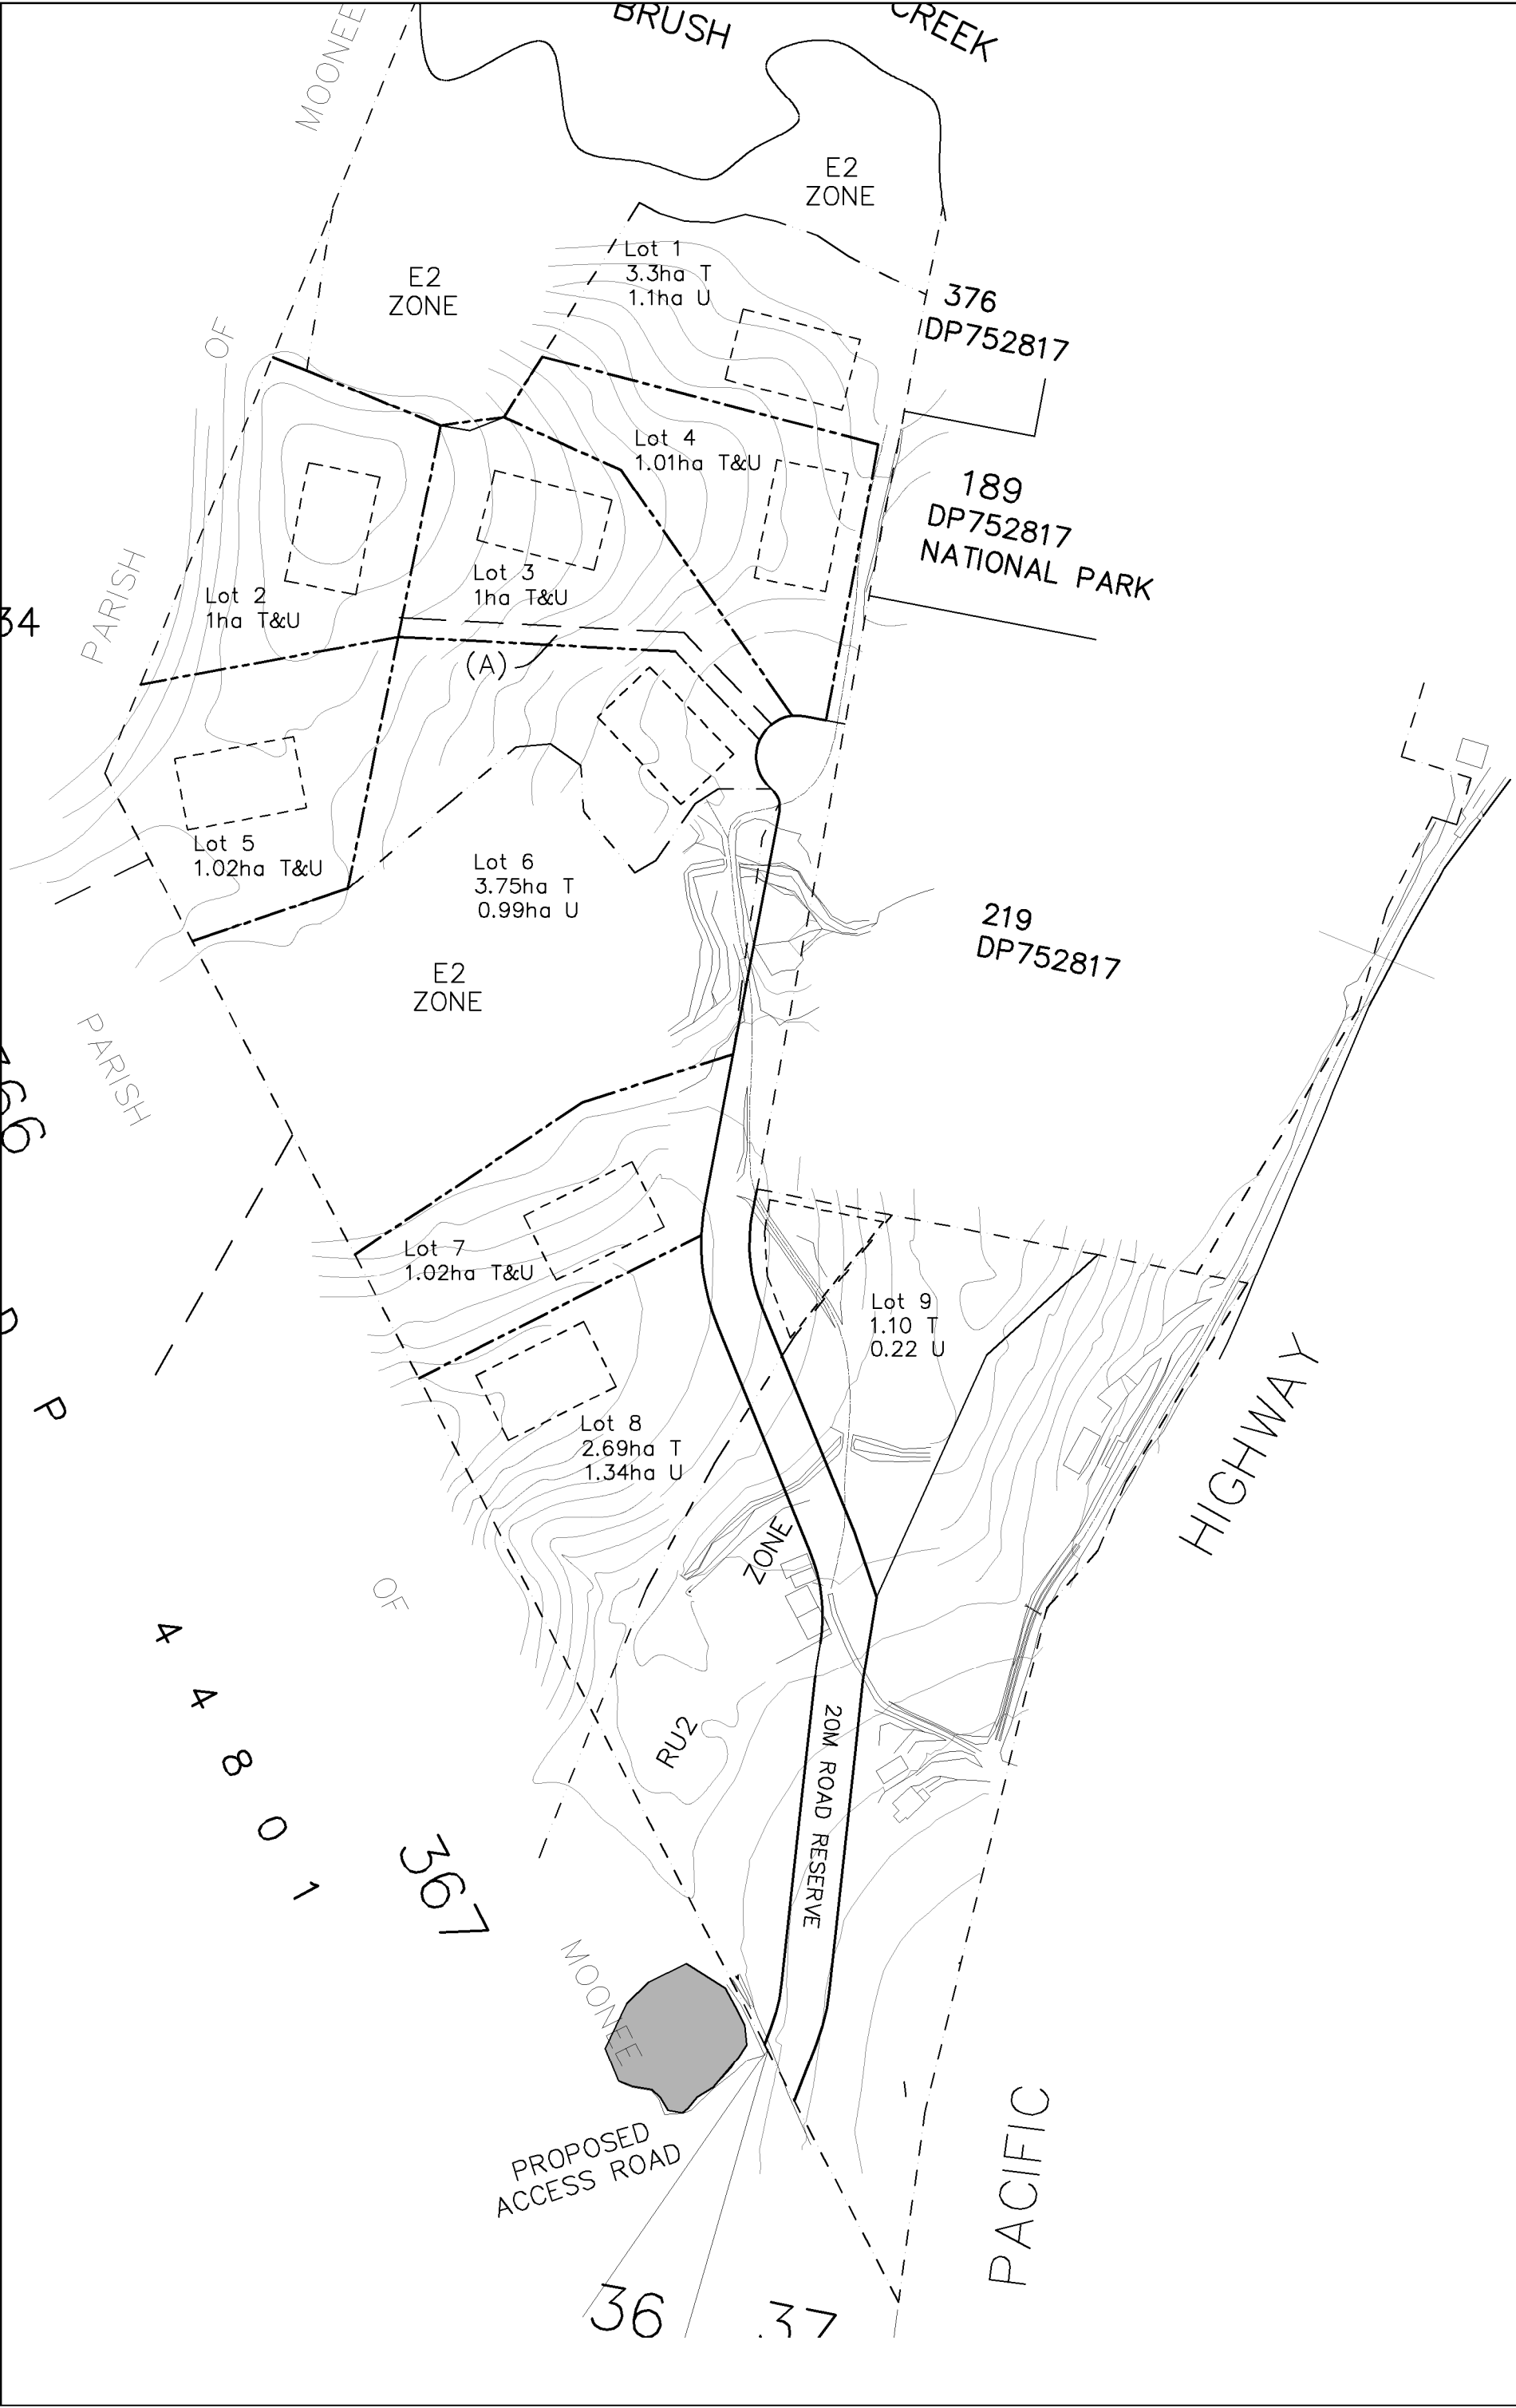 BRUSH
CREEK
MOONEE
E2
ZONE
Lot 1
3.3ha T
1.1ha U
E2
ZONE
376
DP752817
OF
Lot 4
1.01ha T&U
189
DP752817
NATIONAL PARK
PARISH
Lot 3
1ha T&U
Lot 2
1ha T&U
34
(A)
Lot 5
1.02ha T&U
Lot 6
3.75ha T
0.99ha U
219
DP752817
E2
ZONE
PARISH
66
Lot 7
1.02ha T&U
Lot 9
1.10 T
0.22 U
D
P
HIGHWAY
Lot 8
2.69ha T
1.34ha U
ZONE
OF
4
4
8
0
1
RU2
20M ROAD RESERVE
367
MOONEE
PROPOSED
ACCESS ROAD
PACIFIC
36
37